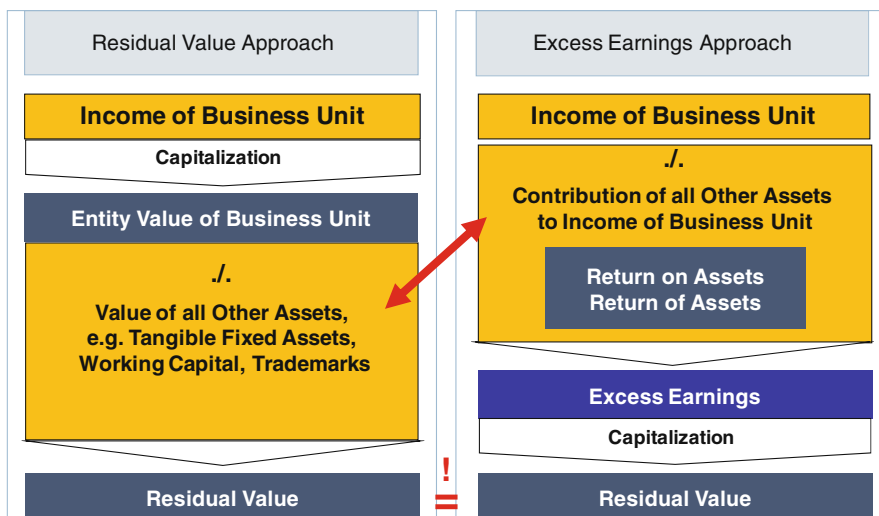 Residual Value Approach
Income of Business Unit
Capitalization
Entity Value of Business Unit
./.
Value of all Other Assets,
e.g. Tangible Fixed Assets,
Working Capital, Trademarks
Residual Value
!
=
Excess Earnings Approach
Income of Business Unit
./.
Contribution of all Other Assets
to Income of Business Unit
Return on Assets
Return of Assets
Excess Earnings
Capitalization
Residual Value